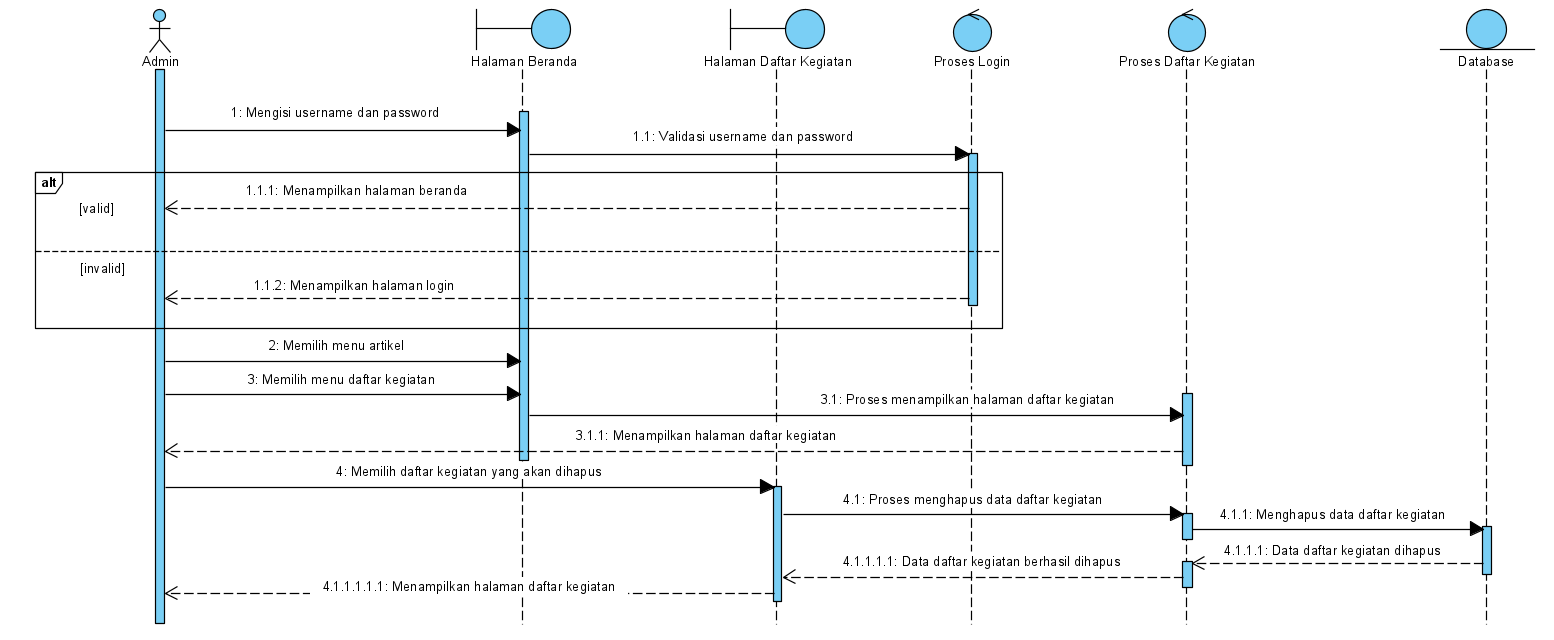 Admin
Halaman Beranda
Halaman Daftar Kegiatan
Proses Login
Proses Daftar Kegiatan
Database
1: Mengisi username dan password
1.1: Validasi username dan password
alt
1.1.1: Menampilkan halaman beranda
[valid]
[invalid]
1.1.2: Menampilkan halaman login
2: Memilih menu artikel
3: Memilih menu daftar kegiatan
3.1: Proses menampilkan halaman daftar kegiatan
3.1.1: Menampilkan halaman daftar kegiatan
4: Memilih daftar kegiatan yang akan dihapus
4.1: Proses menghapus data daftar kegiatan
4.1.1: Menghapus data daftar kegiatan
4.1.1.1: Data daftar kegiatan dihapus
4.1.1.1.1: Data daftar kegiatan berhasil dihapus
4.1.1.1.1.1: Menampilkan halaman daftar kegiatan